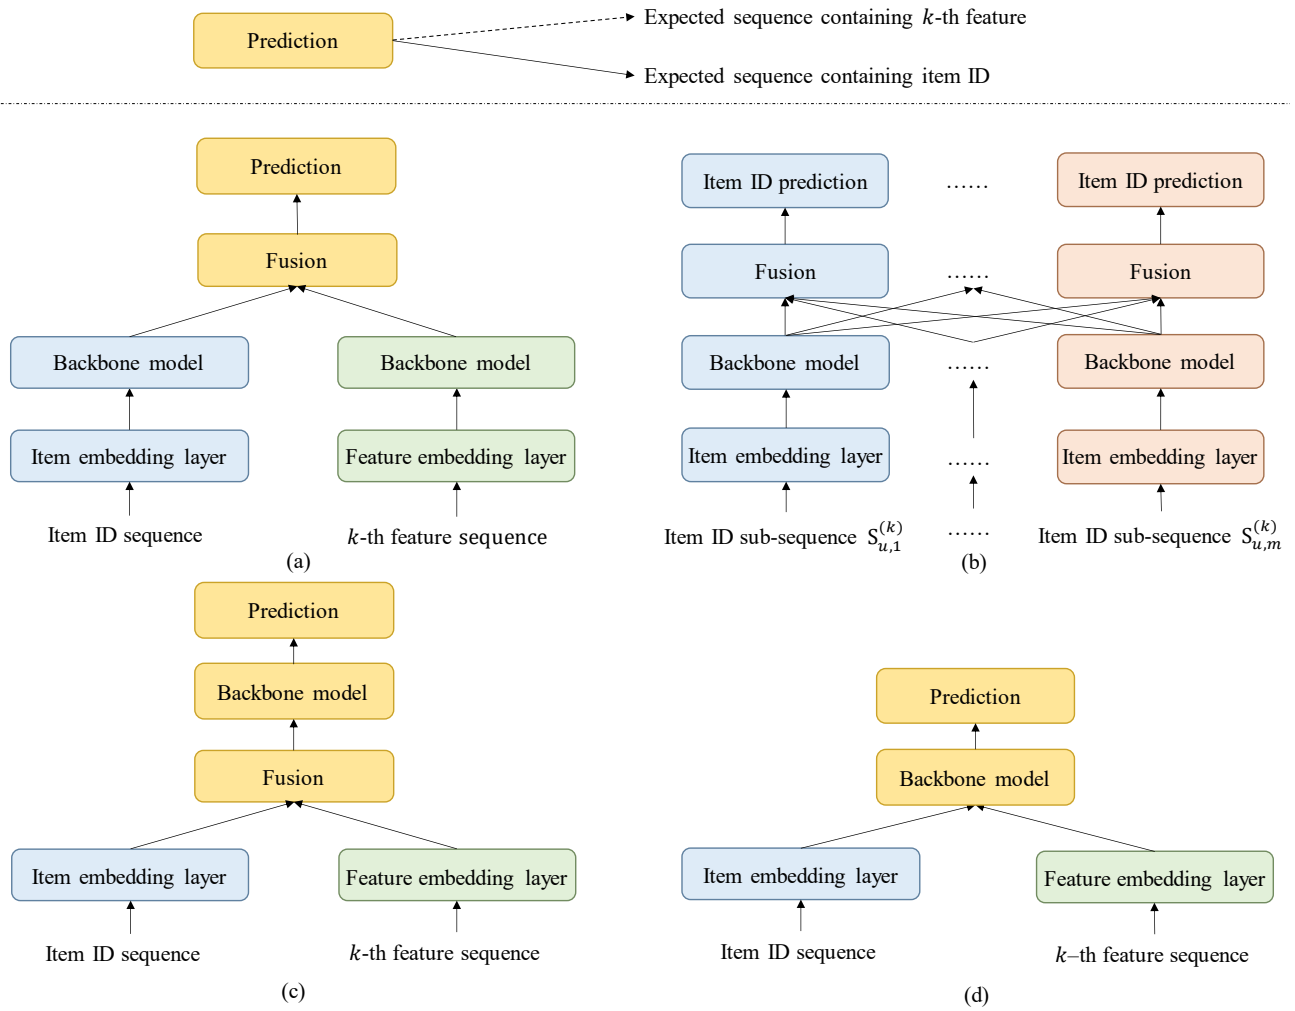 Prediction
Expected sequence containing k-th feature
Expected sequence containing item ID
Prediction
Fusion
Backbone model
Backbone model
Item embedding layer
Feature embedding layer
Item ID sequence
k-th feature sequence
(a)
Item ID prediction
......
Item ID prediction
Fusion
......
Fusion
Backbone model
......
Backbone model
Item embedding layer
......
Item embedding layer
Item ID sub-sequence S_{u,1}^{(k)}
......
Item ID sub-sequence S_{u,m}^{(k)}
(b)
Prediction
Backbone model
Fusion
Item embedding layer
Feature embedding layer
Item ID sequence
k-th feature sequence
(c)
Prediction
Backbone model
Item embedding layer
Feature embedding layer
Item ID sequence
k–th feature sequence
(d)